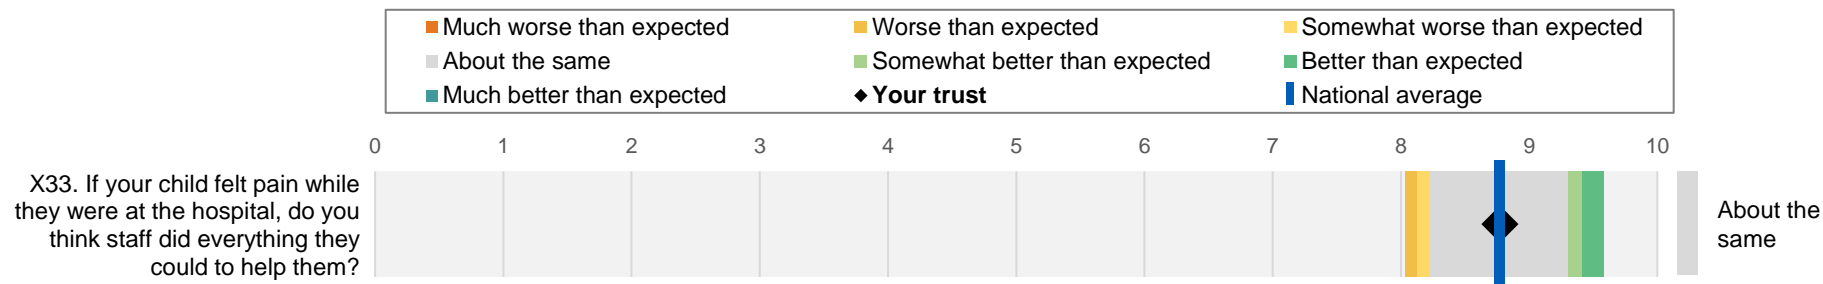 Much worse than expected
Worse than expected
Somewhat worse than expected
About the same
Somewhat better than expected
Better than expected
Much better than expected
Your trust
National average
0 1 2 3 4 5 6 7 8 9 10
X33. If your child felt pain while
they were at the hospital, do you
think staff did everything they
could to help them?
About the
same